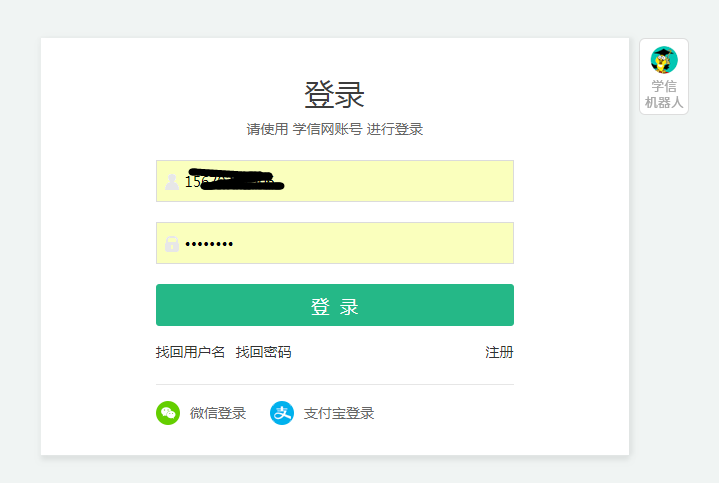 登录
请使用 学信网账号 进行登录
••••••••
登 录
找回用户名 找回密码 注册
微信登录 支付宝登录
学信
机器人